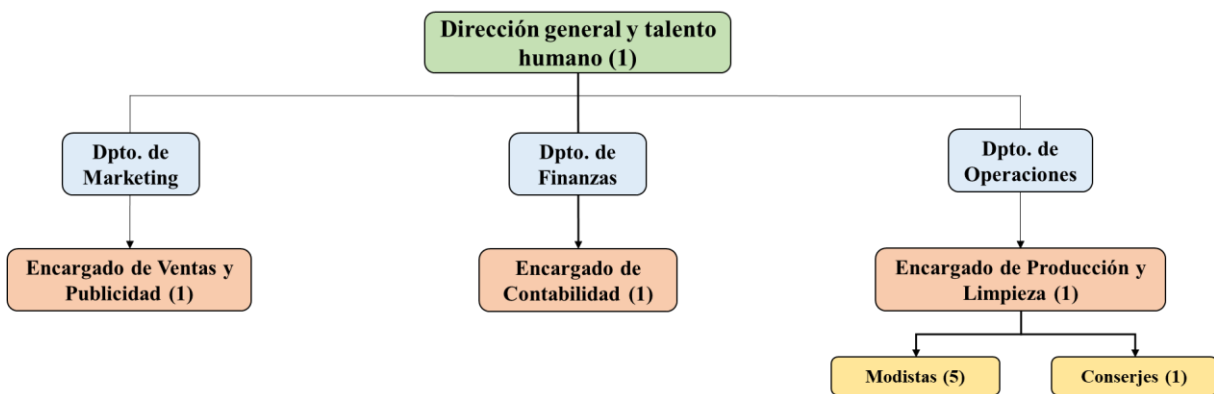 Dirección general y talento
humano (1)
Dpto. de
Marketing
Dpto. de
Finanzas
Dpto. de
Operaciones
Encargado de Ventas y
Publicidad (1)
Encargado de
Contabilidad (1)
Encargado de Producción y
Limpieza (1)
Modistas (5)
Conserjes (1)